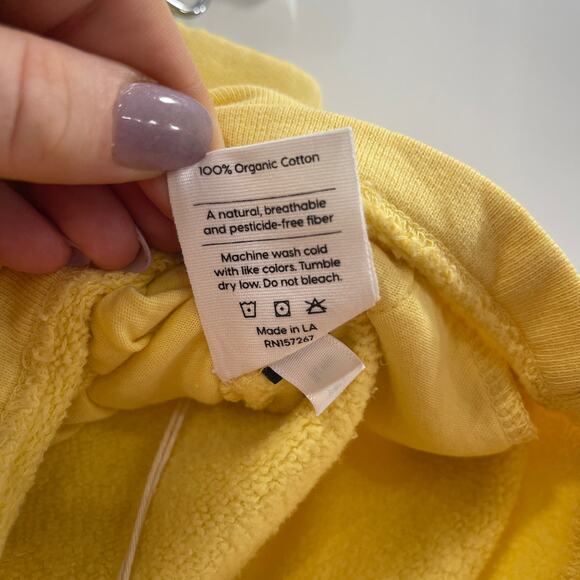 100% Organic Cotton
A natural, breathable
and pesticide-free fiber
Machine wash cold
with like colors. Tumble
dry low. Do not bleach.
Made in LA
RN157267